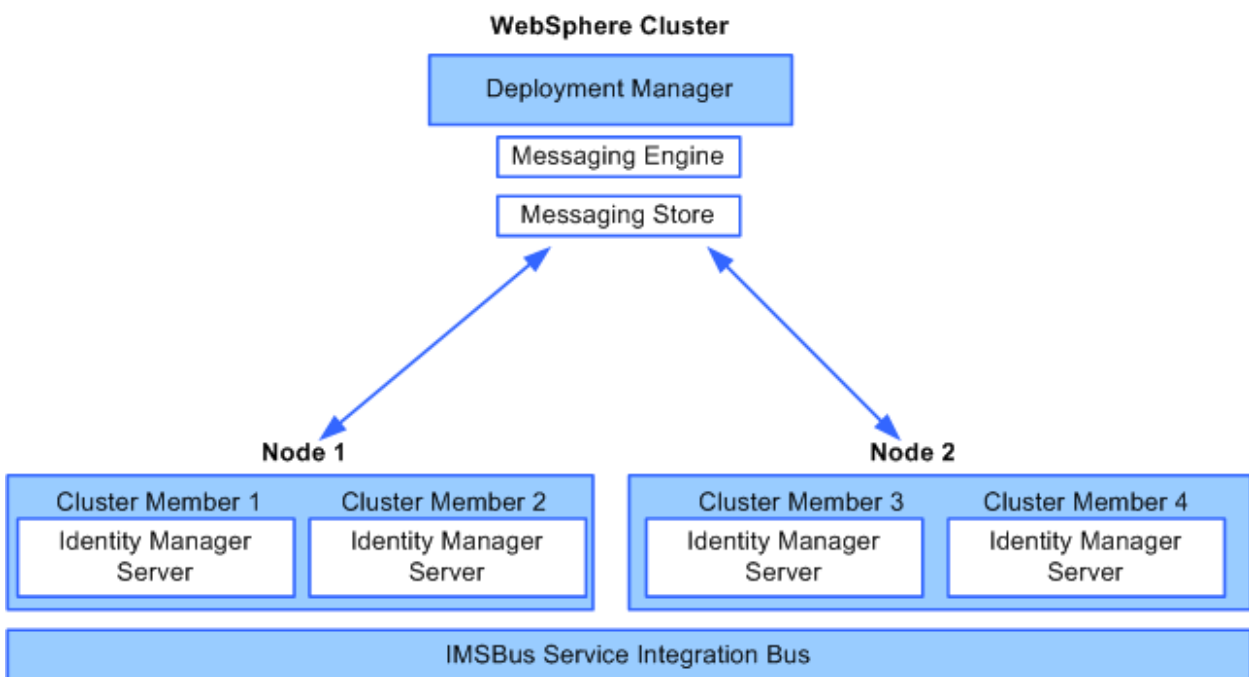 WebSphere Cluster
Deployment Manager
Messaging Engine
Messaging Store
Node 1
Node 2
Cluster Member 1
Cluster Member 2
Cluster Member 3
Cluster Member 4
Identity Manager
Server
Identity Manager
Server
Identity Manager
Server
Identity Manager
Server
IMSBus Service Integration Bus